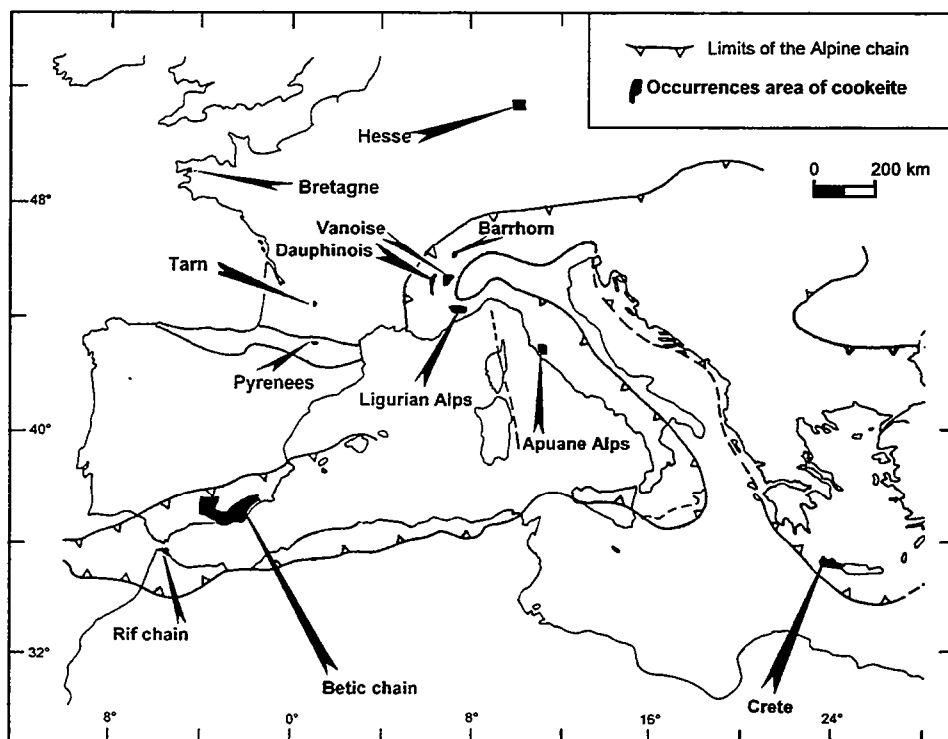 Limits of the Alpine chain
Occurrences area of cookeite
0 200 km
Hesse
Bretagne
48°
Vanoise
Barrhorn
Dauphinois
Tarn
Pyrenees
Ligurian Alps
40°
Apuane Alps
Rif chain
32°
Betic chain
Crete
8° 0° 8° 16° 24°